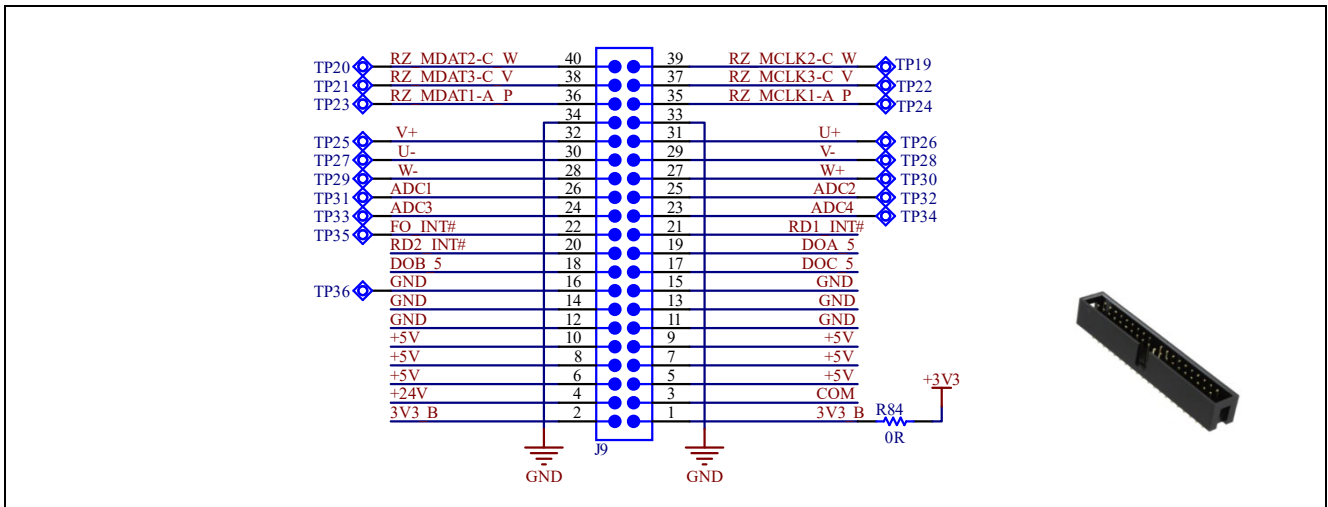 TP20 RZ_MDAT2-C_W 40 39 RZ_MCLK2-C_W TP19
TP21 RZ_MDAT3-C_V 38 37 RZ_MCLK3-C_V TP22
TP23 RZ_MDAT1-A_P 36 35 RZ_MCLK1-A_P TP24
34 33
TP25 V+ 32 31 U+ TP26
TP27 U- 30 29 V- TP28
TP29 W- 28 27 W+ TP30
TP31 ADC1 26 25 ADC2 TP32
TP33 ADC3 24 23 ADC4 TP34
TP35 FO_INT# 22 21 RD1_INT#
RD2_INT# 20 19 DOA_5
DOB_5 18 17 DOC_5
TP36 GND 16 15 GND
GND 14 13 GND
GND 12 11 GND
+5V 10 9 +5V
+5V 8 7 +5V
+5V 6 5 +5V
+3V3
+24V 4 3 COM
3V3_B 2 1 3V3_B R84
0R
J9
GND GND